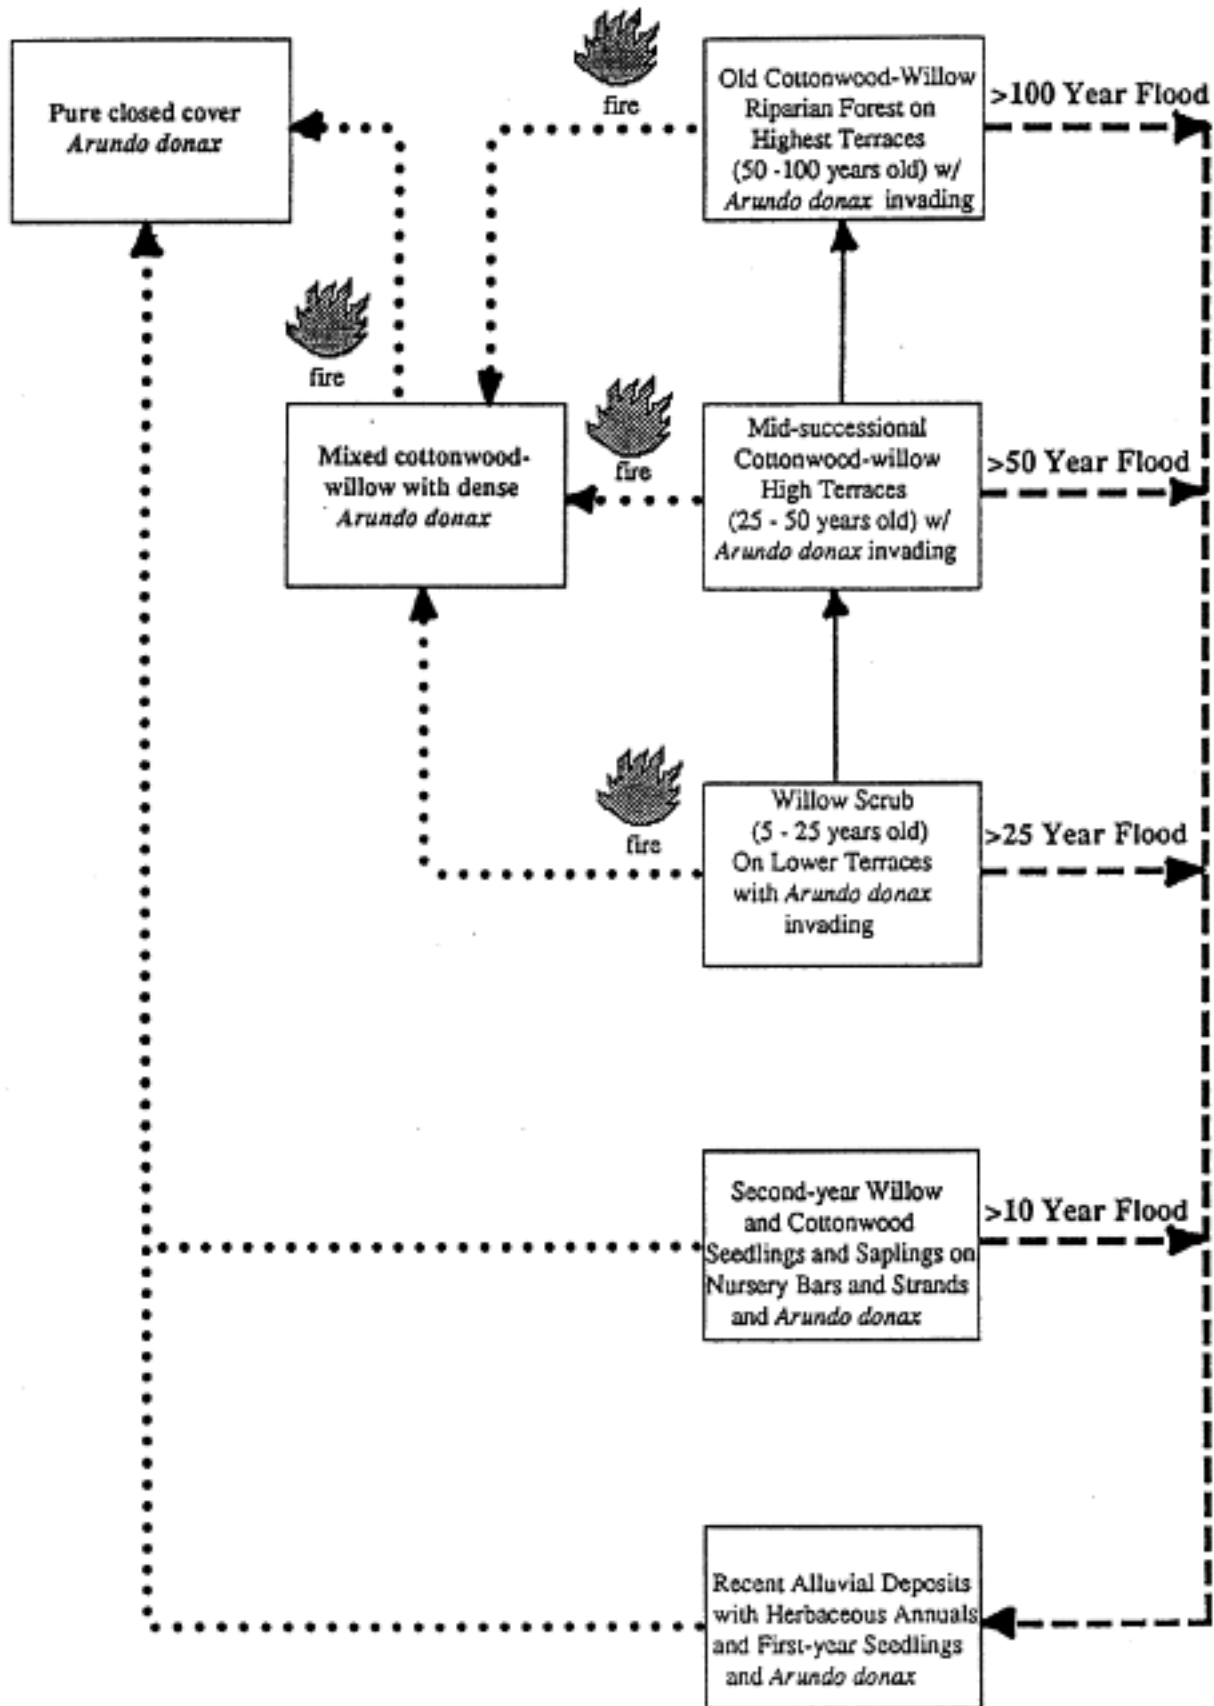 Pure closed cover
Arundo donax
fire
Old Cottonwood-Willow
Riparian Forest on
Highest Terraces
(50 -100 years old) w/
Arundo donax invading
>100 Year Flood
fire
Mixed cottonwood-
willow with dense
Arundo donax
fire
Mid-successional
Cottonwood-willow
High Terraces
(25 - 50 years old) w/
Arundo donax invading
>50 Year Flood
fire
Willow Scrub
(5 - 25 years old)
On Lower Terraces
with Arundo donax
invading
>25 Year Flood
Second-year Willow
and Cottonwood
Seedlings and Saplings on
Nursery Bars and Strands
and Arundo donax
>10 Year Flood
Recent Alluvial Deposits
with Herbaceous Annuals
and First-year Seedlings
and Arundo donax